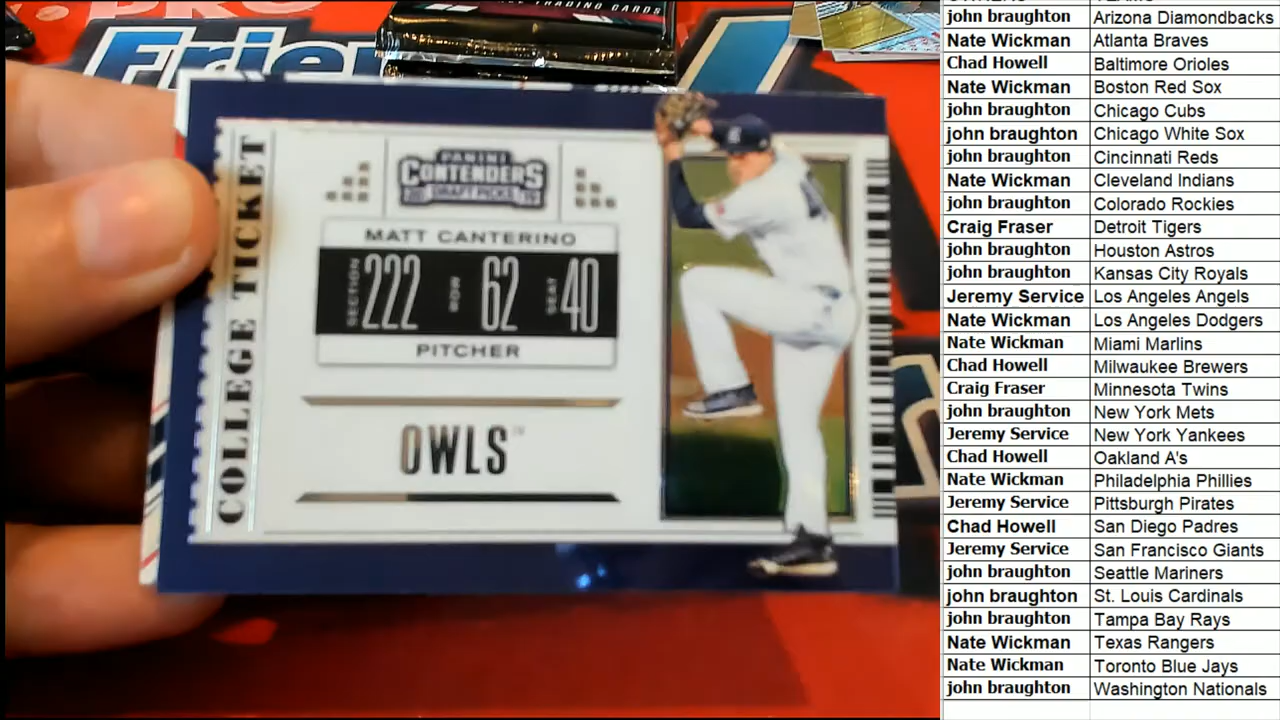 TRADING CARDS
Frie
COLLEGE TICKET
PANINI
CONTENDERS
DRAFT PICKS
MATT CANTERINO
SECTION 222 ROW 62 SEAT 40
PITCHER
OWLS
john braughton Arizona Diamondbacks
Nate Wickman Atlanta Braves
Chad Howell Baltimore Orioles
Nate Wickman Boston Red Sox
john braughton Chicago Cubs
john braughton Chicago White Sox
john braughton Cincinnati Reds
Nate Wickman Cleveland Indians
john braughton Colorado Rockies
Craig Fraser Detroit Tigers
john braughton Houston Astros
john braughton Kansas City Royals
Jeremy Service Los Angeles Angels
Nate Wickman Los Angeles Dodgers
Nate Wickman Miami Marlins
Chad Howell Milwaukee Brewers
Craig Fraser Minnesota Twins
john braughton New York Mets
Jeremy Service New York Yankees
Chad Howell Oakland A's
Nate Wickman Philadelphia Phillies
Jeremy Service Pittsburgh Pirates
Chad Howell San Diego Padres
Jeremy Service San Francisco Giants
john braughton Seattle Mariners
john braughton St. Louis Cardinals
john braughton Tampa Bay Rays
Nate Wickman Texas Rangers
Nate Wickman Toronto Blue Jays
john braughton Washington Nationals